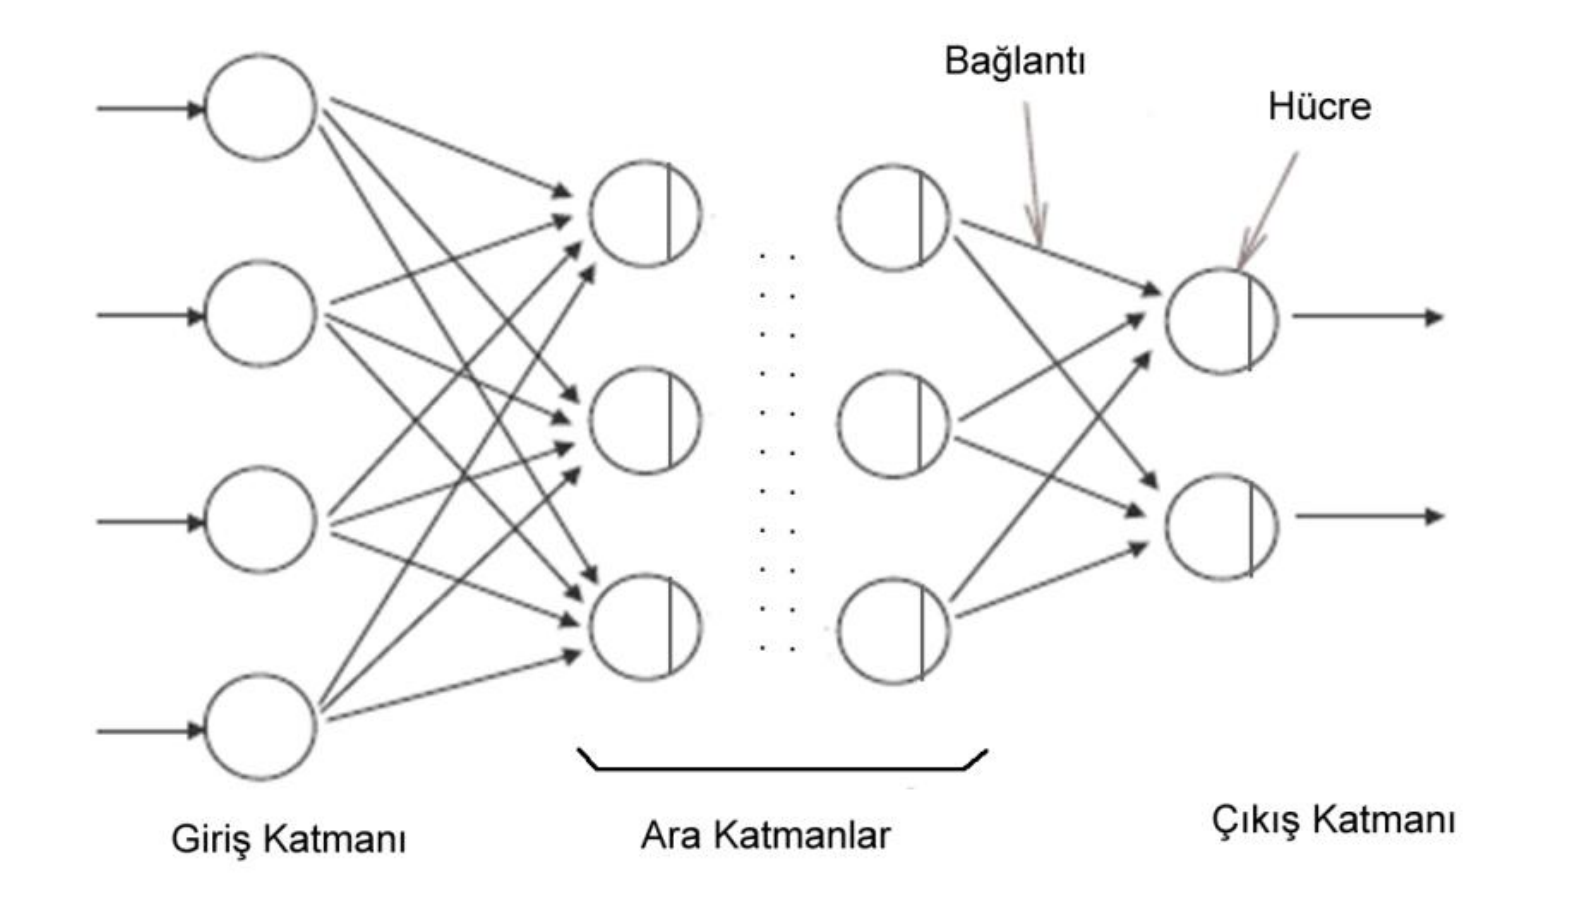 Bağlantı
Hücre
Giriş Katmanı
Ara Katmanlar
Çıkış Katmanı